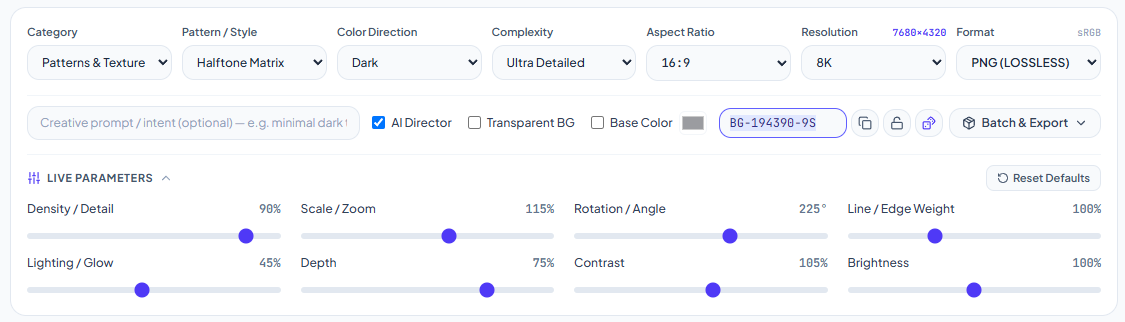 Category Pattern / Style Color Direction Complexity Aspect Ratio Resolution 7680×4320 Format sRGB
Patterns & Texture Halftone Matrix Dark Ultra Detailed 16:9 8K PNG (LOSSLESS)
Creative prompt / intent (optional) — e.g. minimal dark AI Director Transparent BG Base Color BG-194390-9S Batch & Export
LIVE PARAMETERS Reset Defaults
Density / Detail 90% Scale / Zoom 115% Rotation / Angle 225° Line / Edge Weight 100%
Lighting / Glow 45% Depth 75% Contrast 105% Brightness 100%